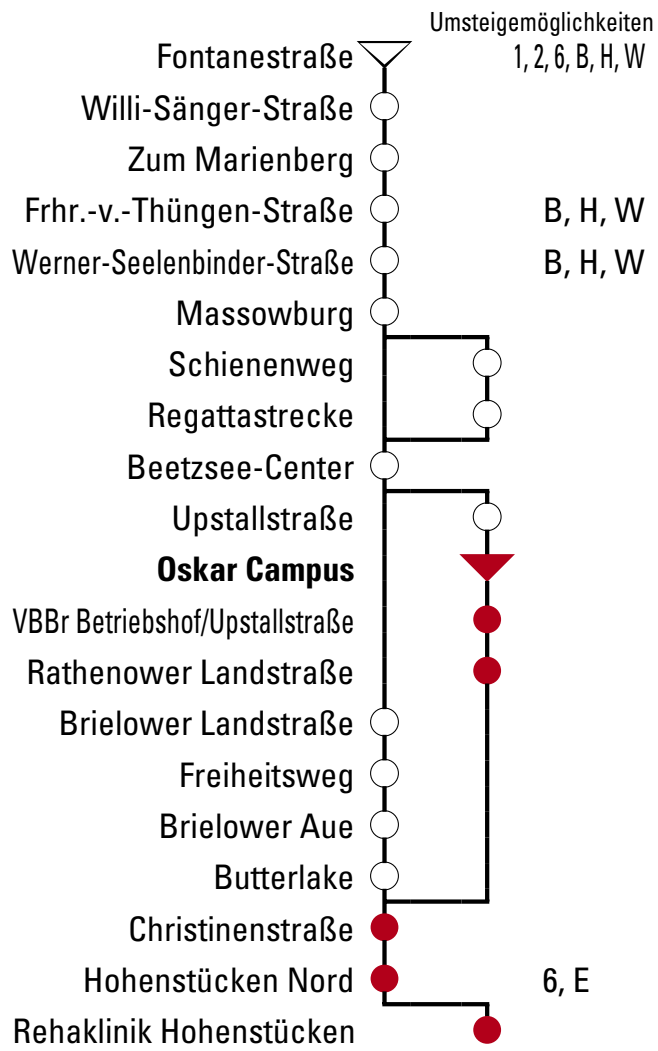 Umsteigemöglichkeiten
Fontanestraße 1, 2, 6, B, H, W
Willi-Sänger-Straße
Zum Marienberg
Frhr.-v.-Thüngen-Straße B, H, W
Werner-Seelenbinder-Straße B, H, W
Massowburg
Schienenweg
Regattastrecke
Beetzsee-Center
Upstallstraße
Oskar Campus
VBBr Betriebshof/Upstallstraße
Rathenower Landstraße
Brielower Landstraße
Freiheitsweg
Brielower Aue
Butterlake
Christinenstraße
Hohenstücken Nord 6, E
Rehaklinik Hohenstücken